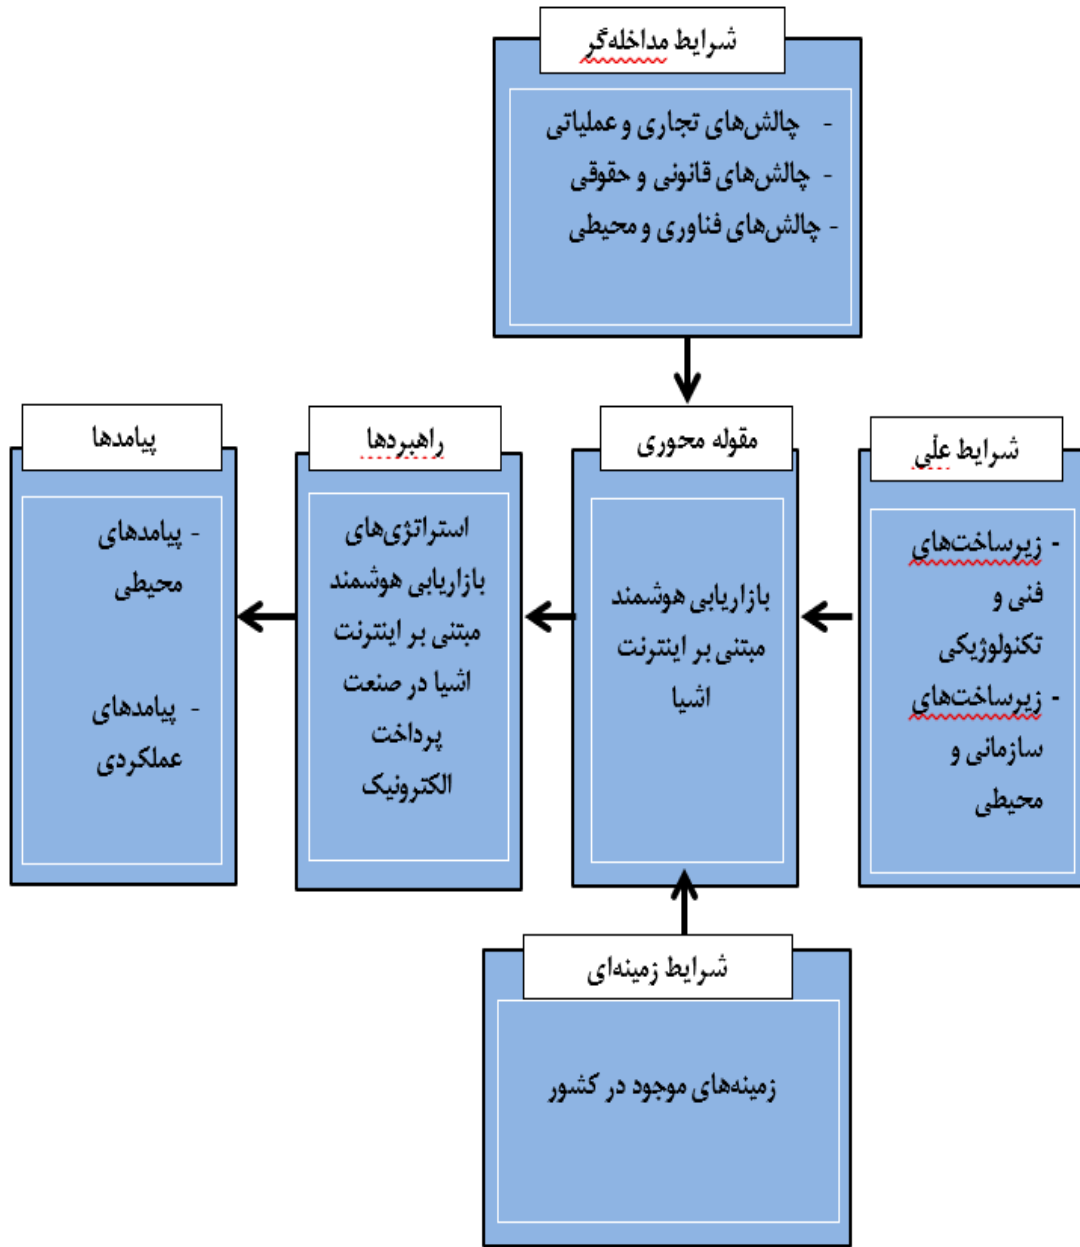 شرایط مداخله‌گر
- چالش‌های تجاری و عملیاتی
- چالش‌های قانونی و حقوقی
- چالش‌های فناوری و محیطی
شرایط علّی
- زیرساخت‌های
فنی و
تکنولوژیکی
- زیرساخت‌های
سازمانی و
محیطی
مقوله محوری
بازاریابی هوشمند
مبتنی بر اینترنت
اشیا
راهبردها
استراتژی‌های
بازاریابی هوشمند
مبتنی بر اینترنت
اشیا در صنعت
پرداخت
الکترونیک
پیامدها
- پیامدهای
محیطی
- پیامدهای
عملکردی
شرایط زمینه‌ای
زمینه‌های موجود در کشور